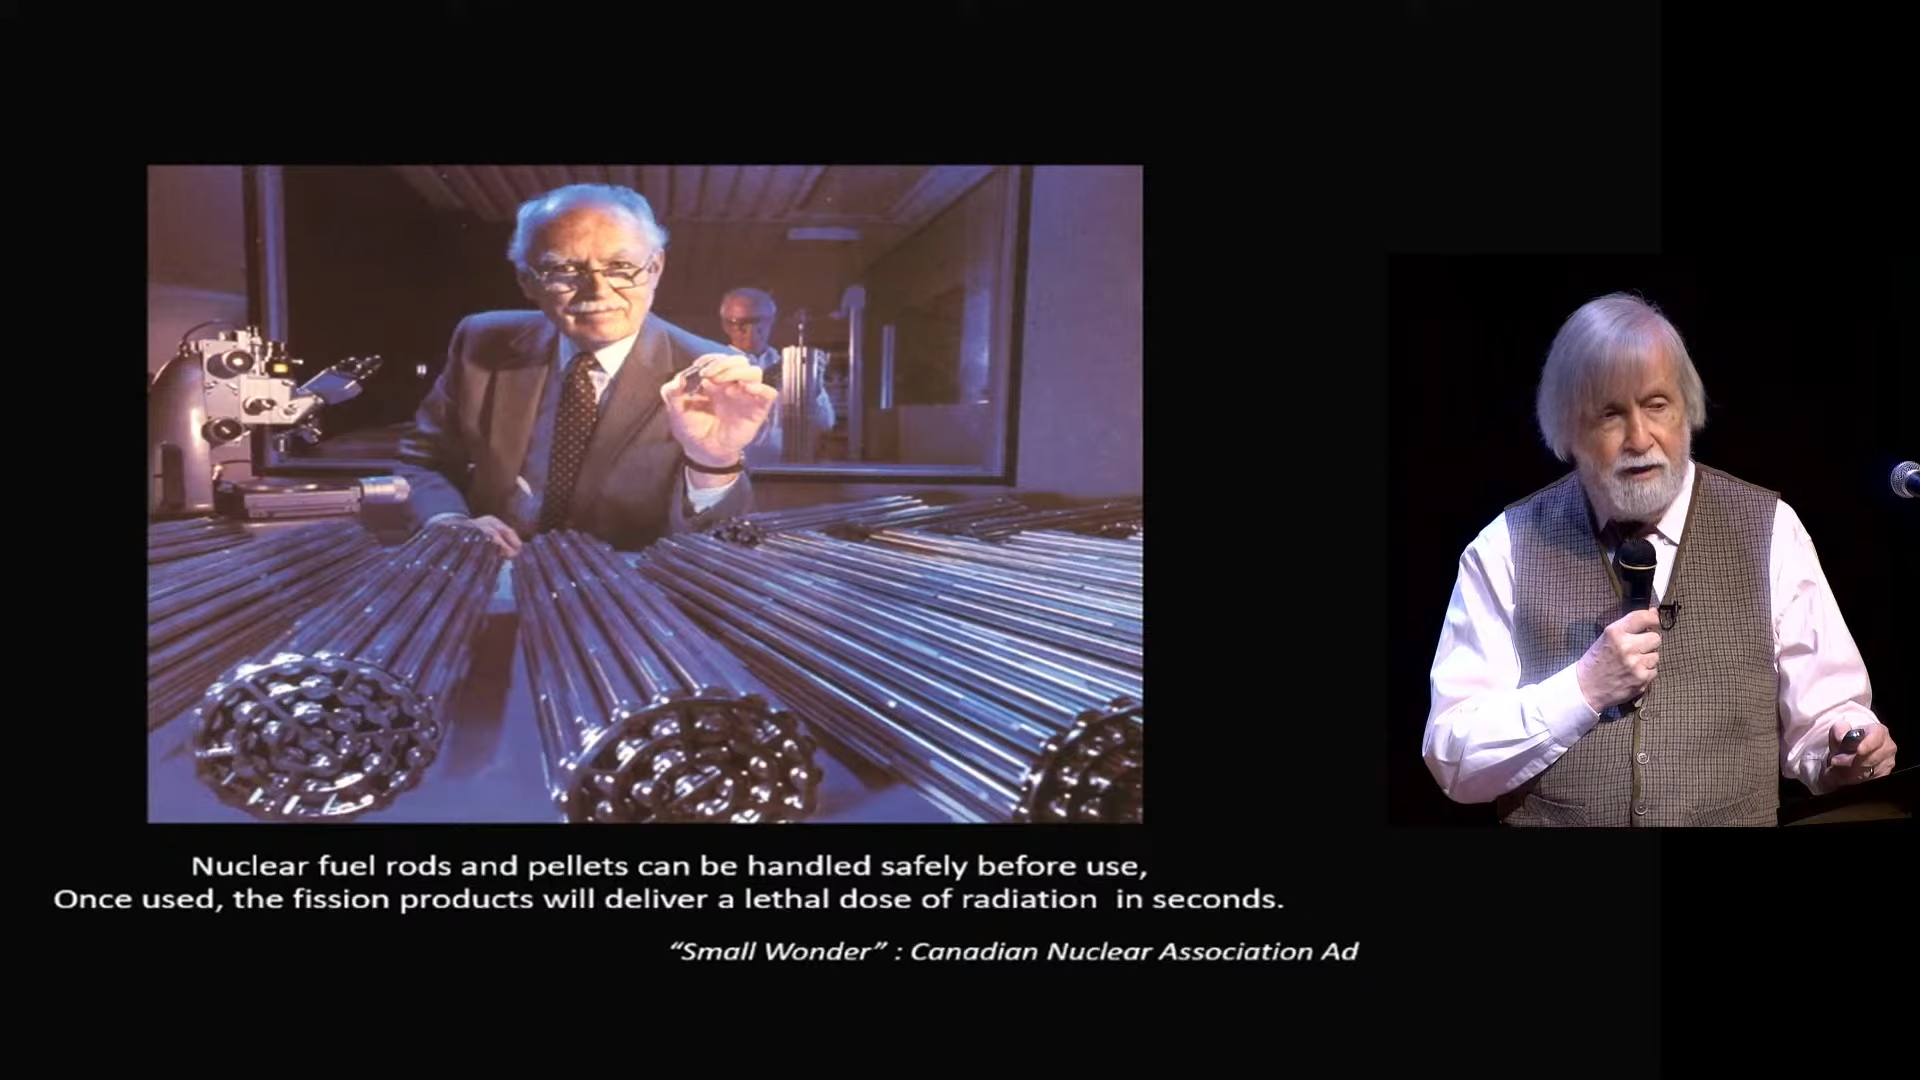 Nuclear fuel rods and pellets can be handled safely before use,
Once used, the fission products will deliver a lethal dose of radiation in seconds.
“Small Wonder” : Canadian Nuclear Association Ad